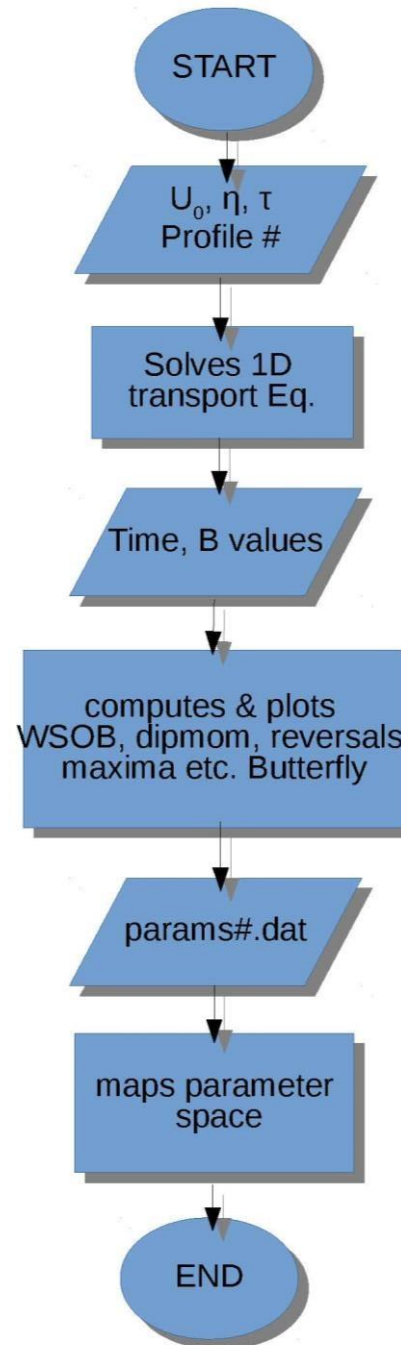 START
U₀, η, τ
Profile #
Solves 1D
transport Eq.
Time, B values
computes & plots
WSOB, dipmom, reversals
maxima etc. Butterfly
params#.dat
maps parameter
space
END